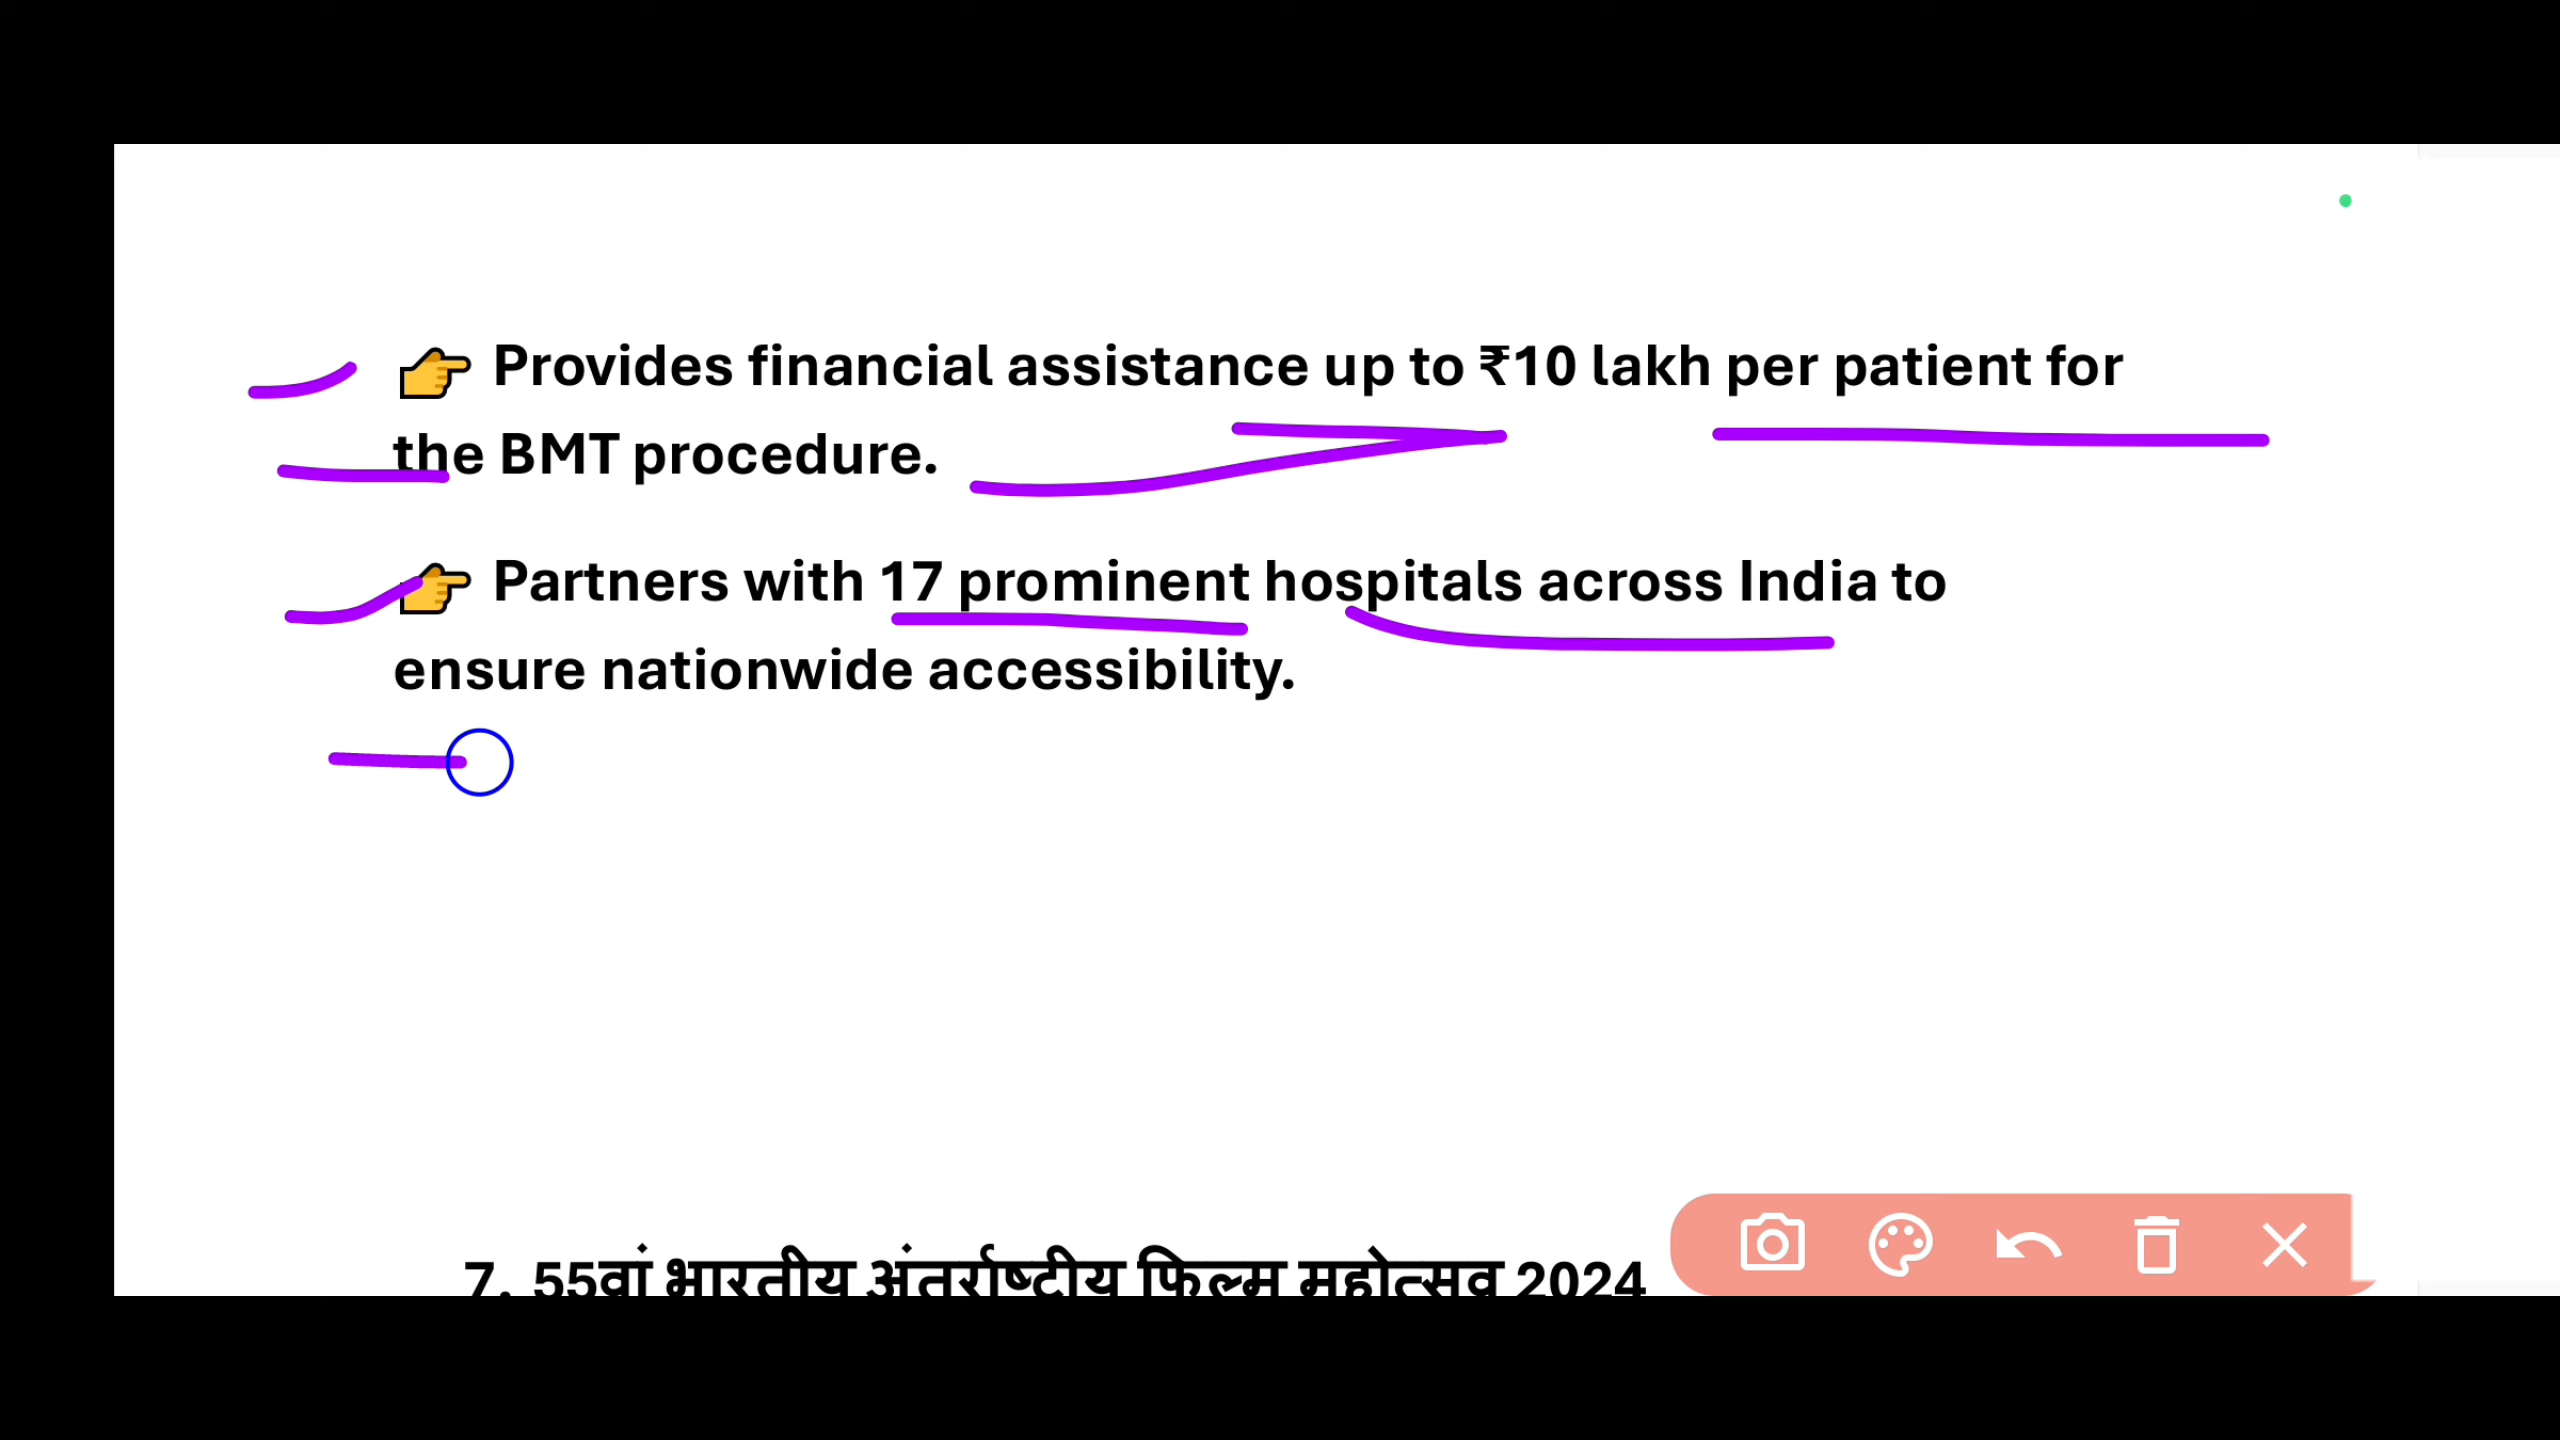 👉 Provides financial assistance up to ₹10 lakh per patient for
the BMT procedure.
👉 Partners with 17 prominent hospitals across India to
ensure nationwide accessibility.
7. 55वां भारतीय अंतर्राष्ट्रीय फिल्म महोत्सव 2024